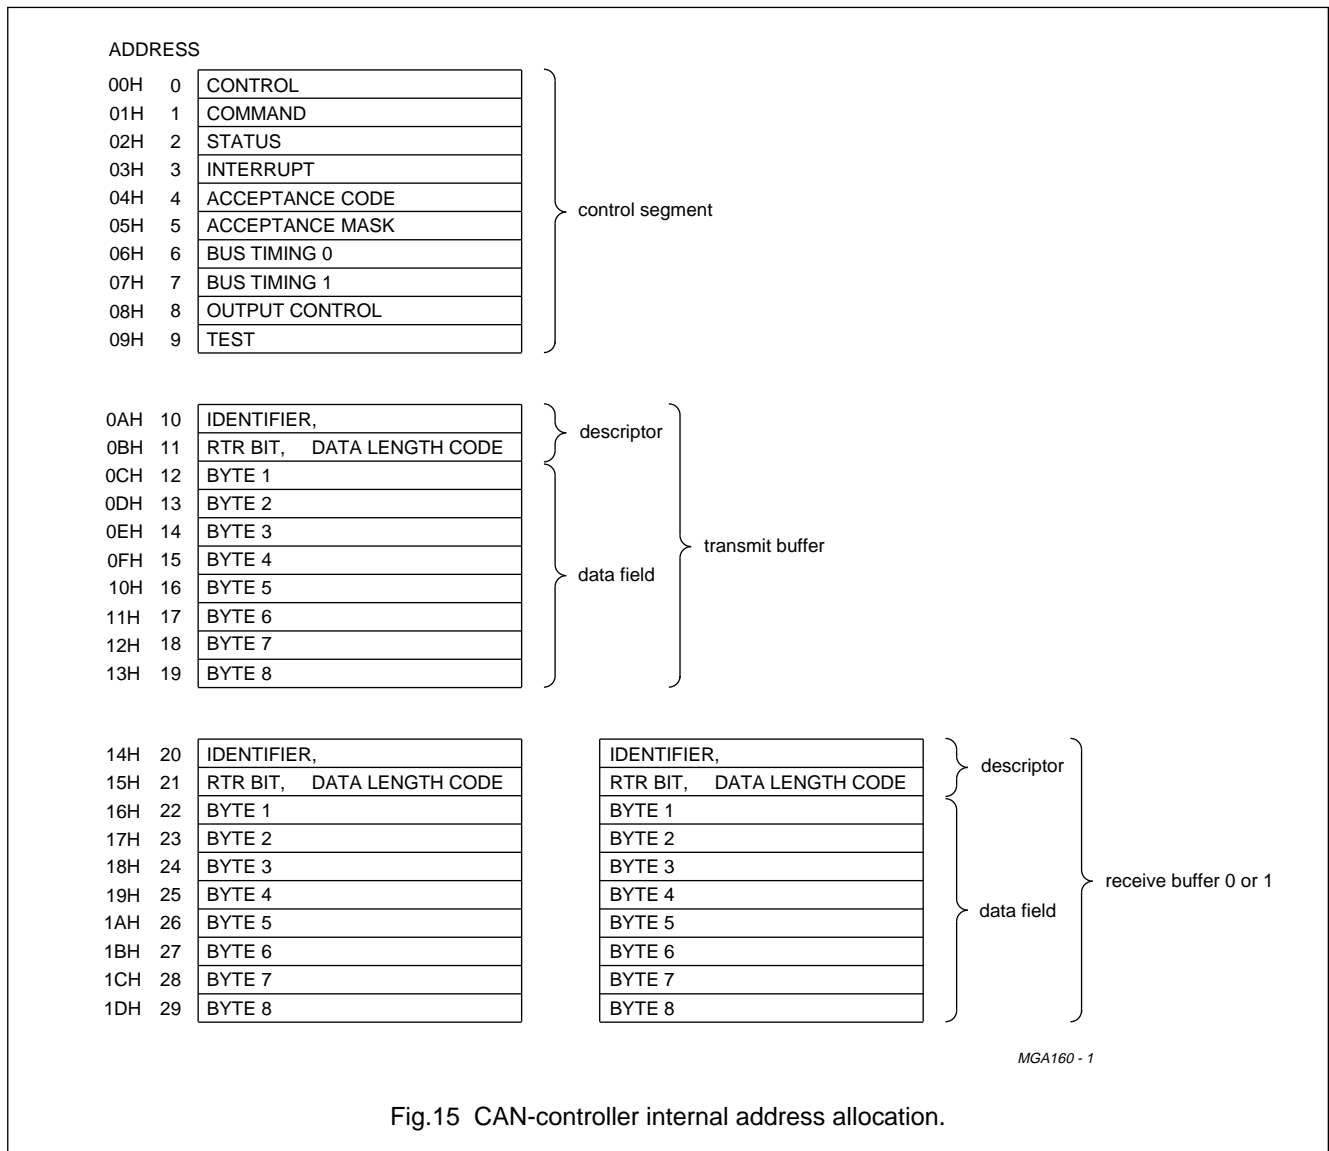 ADDRESS
00H 0 CONTROL
01H 1 COMMAND
02H 2 STATUS
03H 3 INTERRUPT
04H 4 ACCEPTANCE CODE
control segment
05H 5 ACCEPTANCE MASK
06H 6 BUS TIMING 0
07H 7 BUS TIMING 1
08H 8 OUTPUT CONTROL
09H 9 TEST
0AH 10 IDENTIFIER,
descriptor
0BH 11 RTR BIT, DATA LENGTH CODE
0CH 12 BYTE 1
0DH 13 BYTE 2
0EH 14 BYTE 3
transmit buffer
0FH 15 BYTE 4
data field
10H 16 BYTE 5
11H 17 BYTE 6
12H 18 BYTE 7
13H 19 BYTE 8
14H 20 IDENTIFIER, IDENTIFIER,
descriptor
15H 21 RTR BIT, DATA LENGTH CODE RTR BIT, DATA LENGTH CODE
16H 22 BYTE 1 BYTE 1
17H 23 BYTE 2 BYTE 2
18H 24 BYTE 3 BYTE 3
receive buffer 0 or 1
19H 25 BYTE 4 BYTE 4
data field
1AH 26 BYTE 5 BYTE 5
1BH 27 BYTE 6 BYTE 6
1CH 28 BYTE 7 BYTE 7
1DH 29 BYTE 8 BYTE 8
MGA160 - 1
Fig.15 CAN-controller internal address allocation.